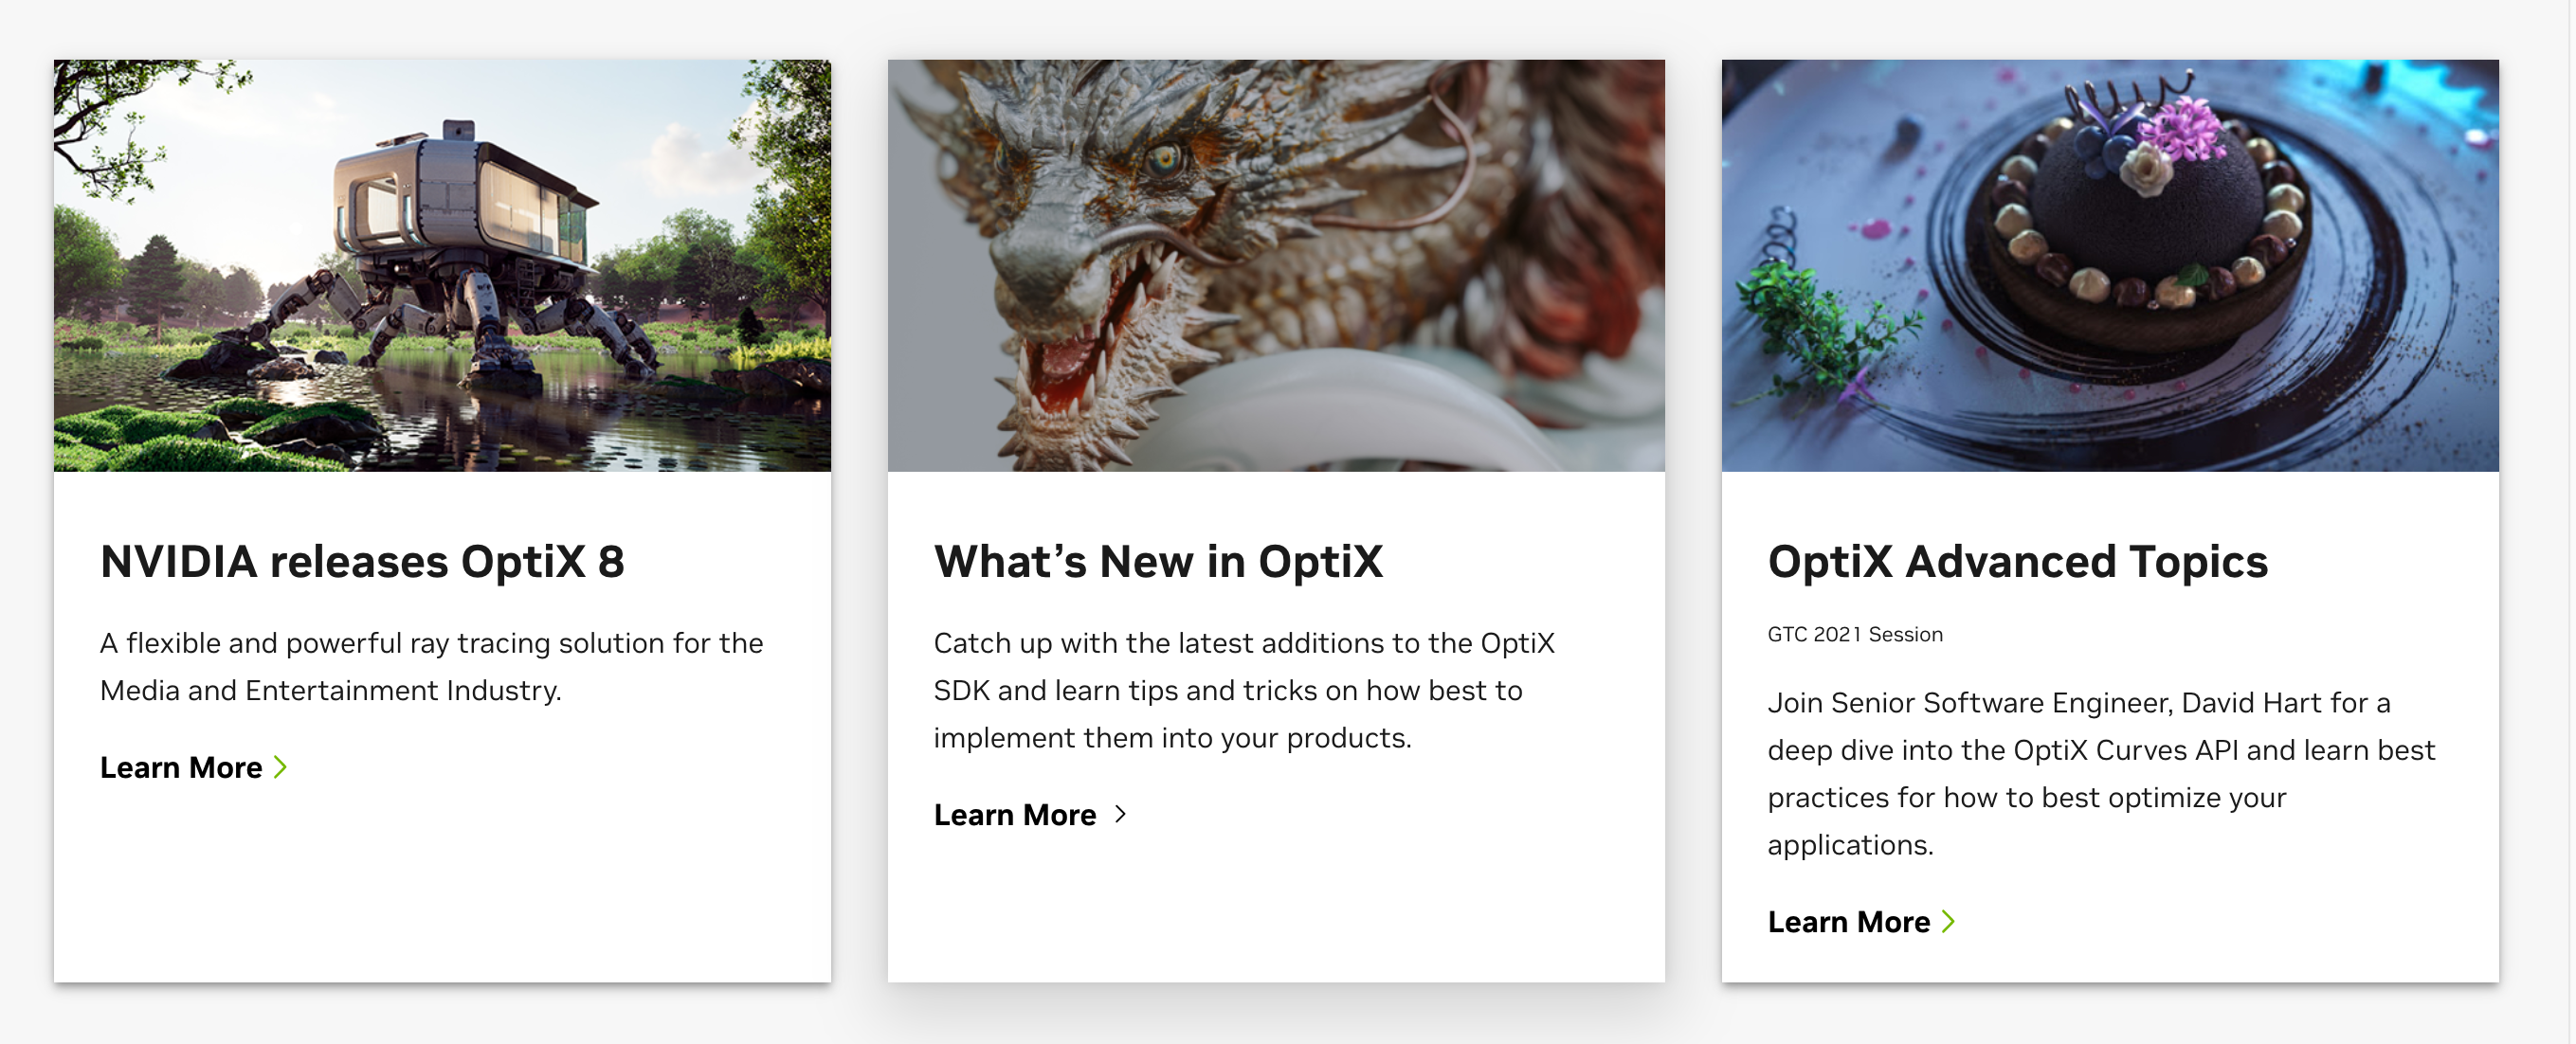 NVIDIA releases OptiX 8
A flexible and powerful ray tracing solution for the
Media and Entertainment Industry.
Learn More
What’s New in OptiX
Catch up with the latest additions to the OptiX
SDK and learn tips and tricks on how best to
implement them into your products.
Learn More
OptiX Advanced Topics
GTC 2021 Session
Join Senior Software Engineer, David Hart for a
deep dive into the OptiX Curves API and learn best
practices for how to best optimize your
applications.
Learn More